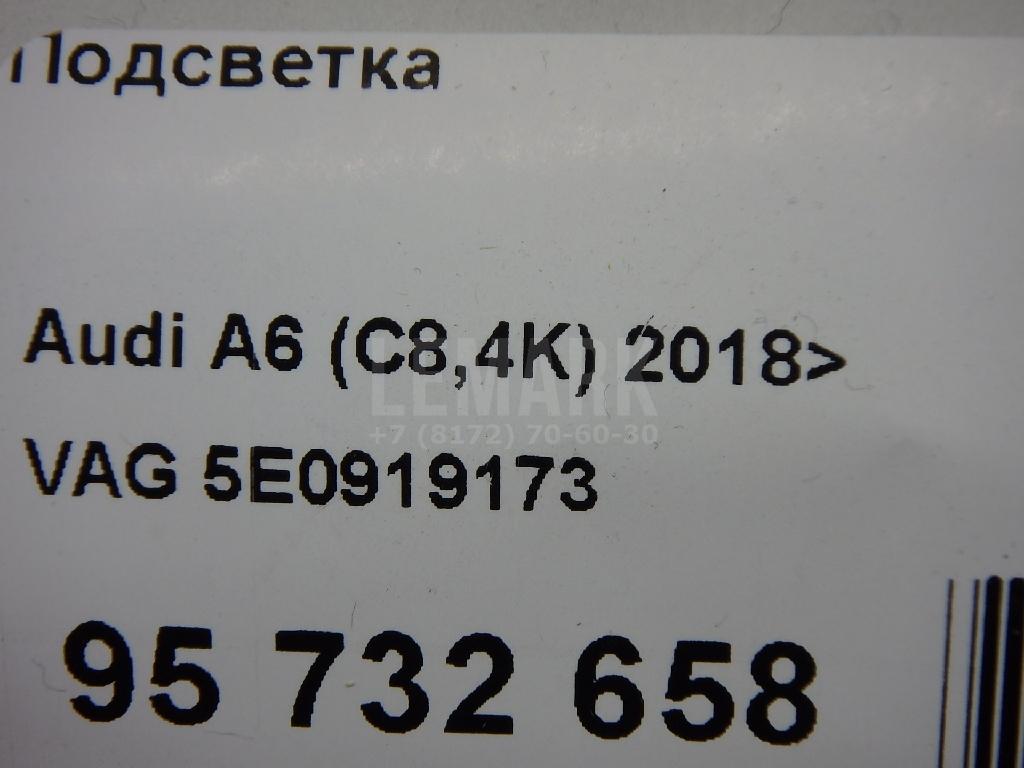 Подсветка
Audi A6 (C8,4K) 2018>
LEMARK
+7 (8172) 70-60-30
VAG 5E0919173
95 732 658